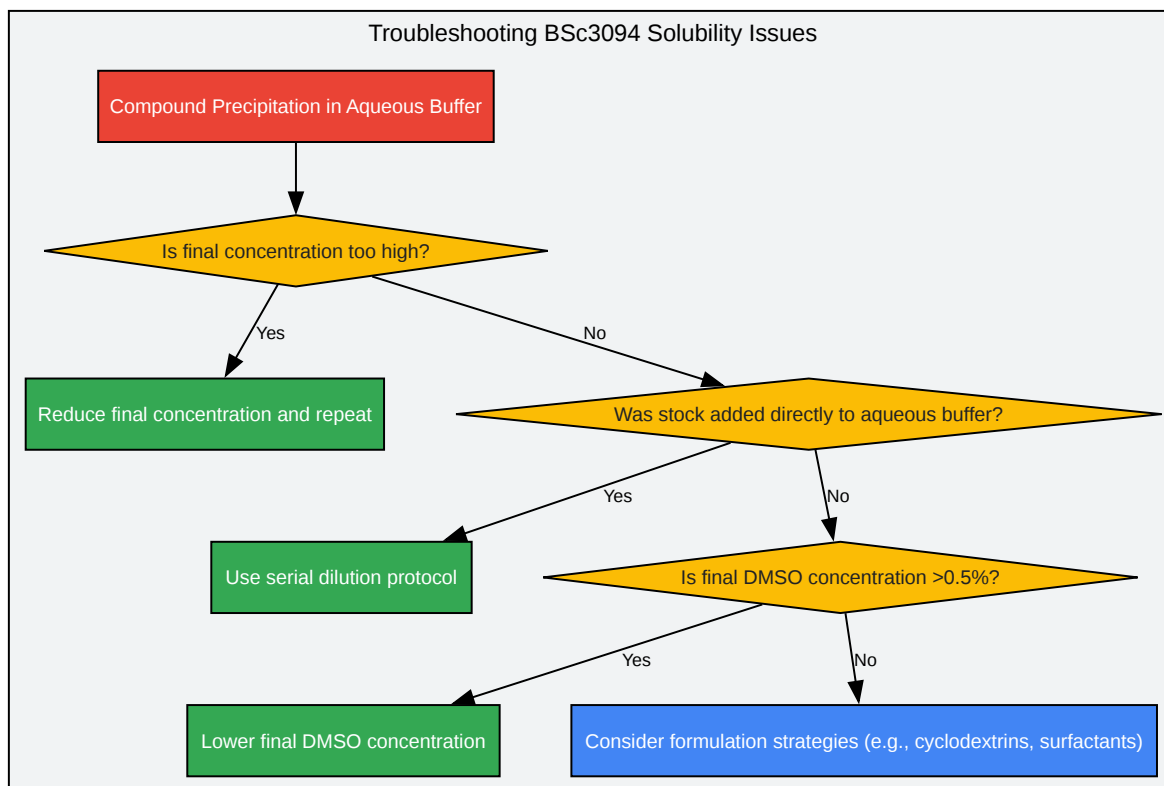 Troubleshooting BSc3094 Solubility Issues
Compound Precipitation in Aqueous Buffer
Is final concentration too high?
Yes
No
Reduce final concentration and repeat
Was stock added directly to aqueous buffer?
Yes
No
Use serial dilution protocol
Is final DMSO concentration >0.5%?
Yes
No
Lower final DMSO concentration
Consider formulation strategies (e.g., cyclodextrins, surfactants)